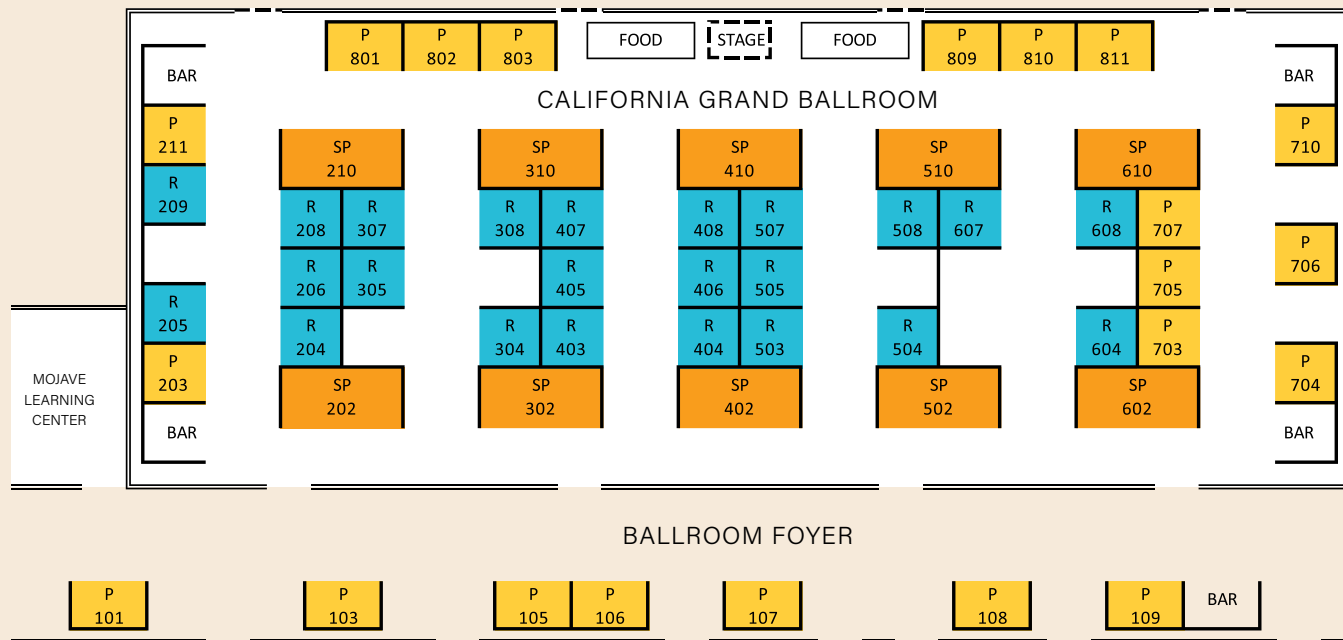 P P P FOOD STAGE FOOD P P P
801 802 803 809 810 811
BAR BAR
CALIFORNIA GRAND BALLROOM
P P
211 710
SP SP SP SP SP
210 310 410 510 610
R
209
R R R R R R R R R P
208 307 308 407 408 507 508 607 608 707
P
706
R R R R R P
206 305 405 406 505 705
R
205
R R R R R R R P
204 304 403 404 503 504 604 703
P P
203 704
SP SP SP SP SP
202 302 402 502 602
MOJAVE
LEARNING
CENTER
BAR BAR
BALLROOM FOYER
P P P P P P P BAR
101 103 105 106 107 108 109